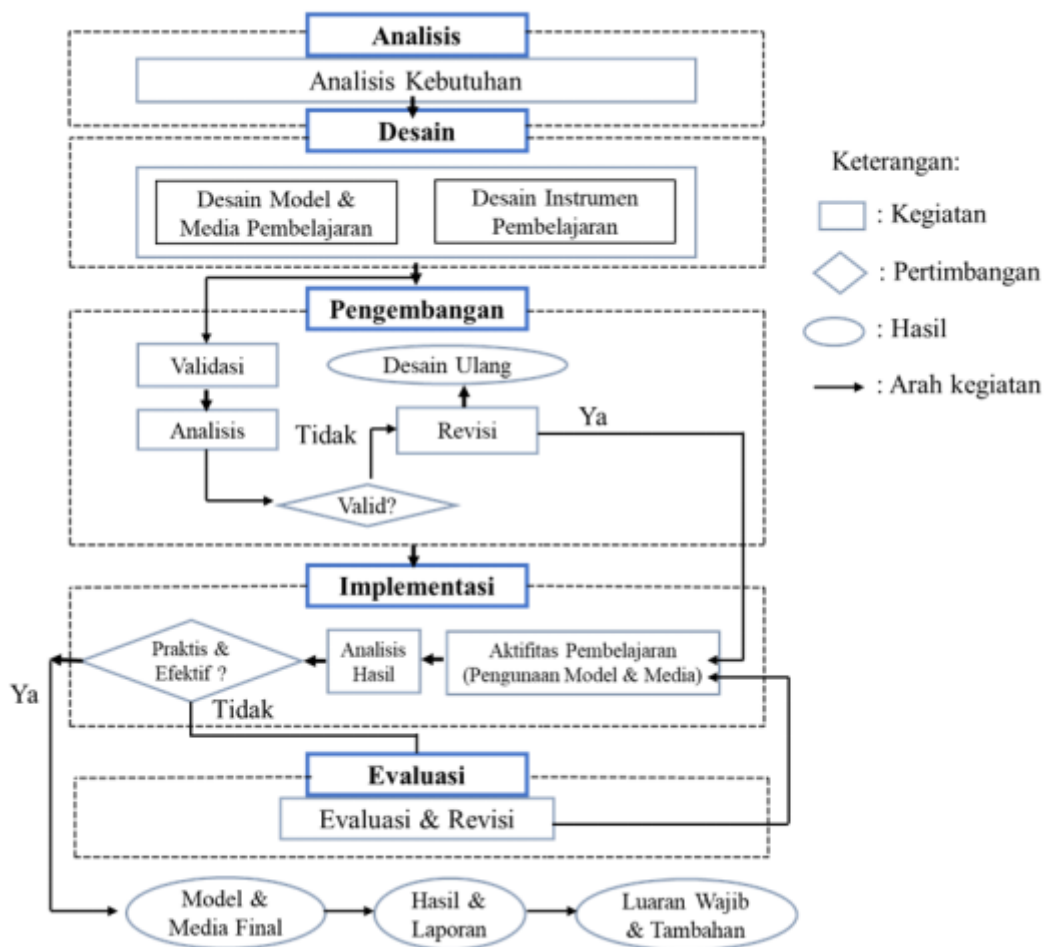 Analisis
Analisis Kebutuhan
Desain
Desain Model &
Media Pembelajaran
Desain Instrumen
Pembelajaran
Keterangan:
: Kegiatan
: Pertimbangan
: Hasil
: Arah kegiatan
Pengembangan
Validasi
Desain Ulang
Analisis
Tidak
Revisi
Ya
Valid?
Implementasi
Praktis &
Efektif ?
Analisis
Hasil
Aktifitas Pembelajaran
(Pengunaan Model & Media)
Ya
Tidak
Evaluasi
Evaluasi & Revisi
Model &
Media Final
Hasil &
Laporan
Luaran Wajib
& Tambahan